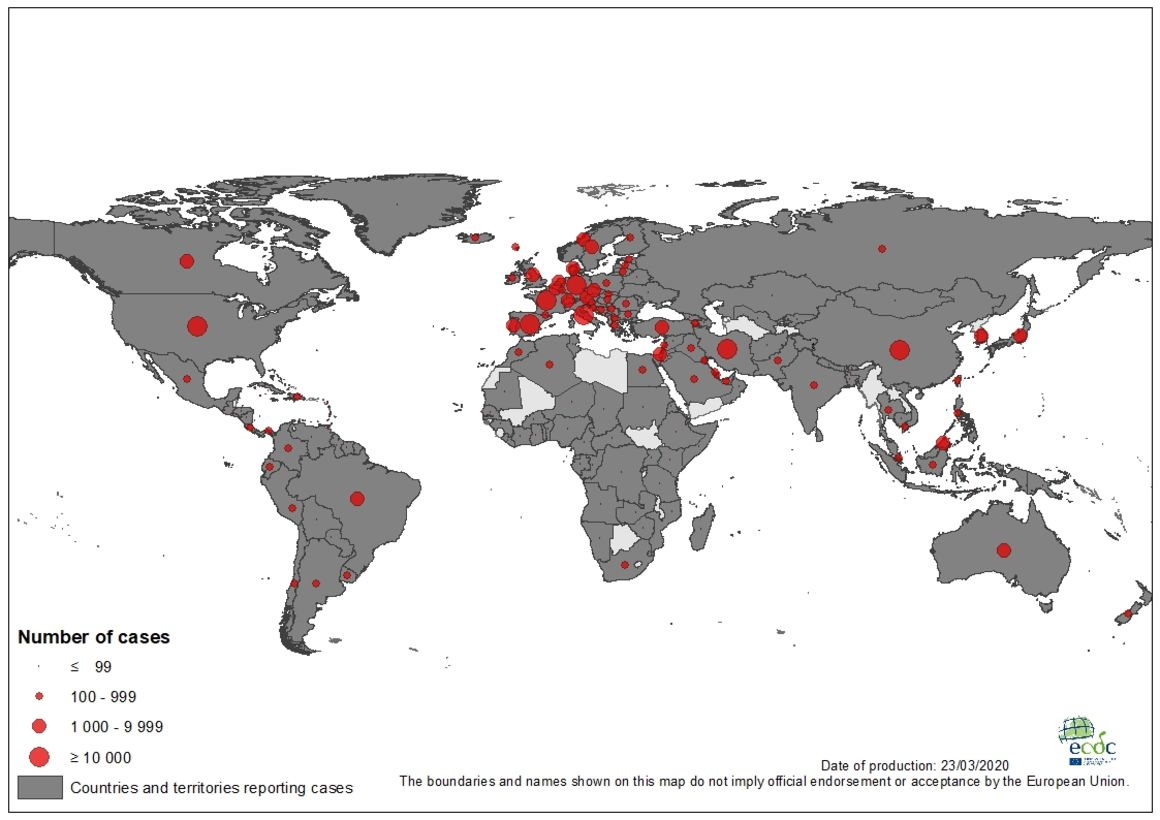 Number of cases
≤ 99
100 - 999
1 000 - 9 999
≥ 10 000
Countries and territories reporting cases
ecdc
Date of production: 23/03/2020
The boundaries and names shown on this map do not imply official endorsement or acceptance by the European Union.